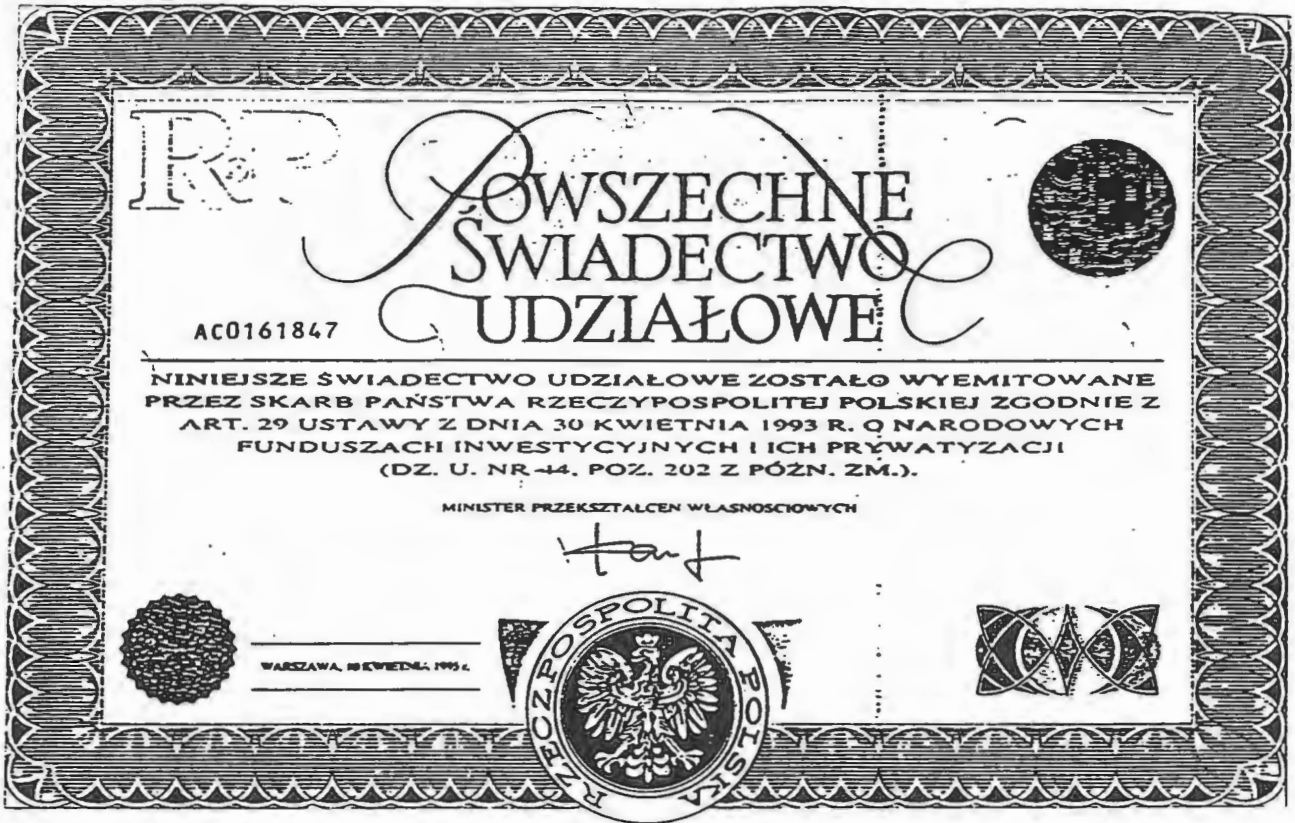 RP
POWSZECHNE
ŚWIADECTWO
UDZIAŁOWE
AC0161847
NINIEJSZE ŚWIADECTWO UDZIAŁOWE ZOSTAŁO WYEMITOWANE
PRZEZ SKARB PAŃSTWA RZECZYPOSPOLITEJ POLSKIEJ ZGODNIE Z
ART. 29 USTAWY Z DNIA 30 KWIETNIA 1993 R. O NARODOWYCH
FUNDUSZACH INWESTYCYJNYCH I ICH PRYWATYZACJI
(DZ. U. NR 44. POZ. 202 Z PÓŹN. ZM.).
MINISTER PRZEKSZTAŁCEŃ WŁASNOŚCIOWYCH
WARSZAWA, KWIETNIA 1995 r.
RZECZPOSPOLITA POLSKA